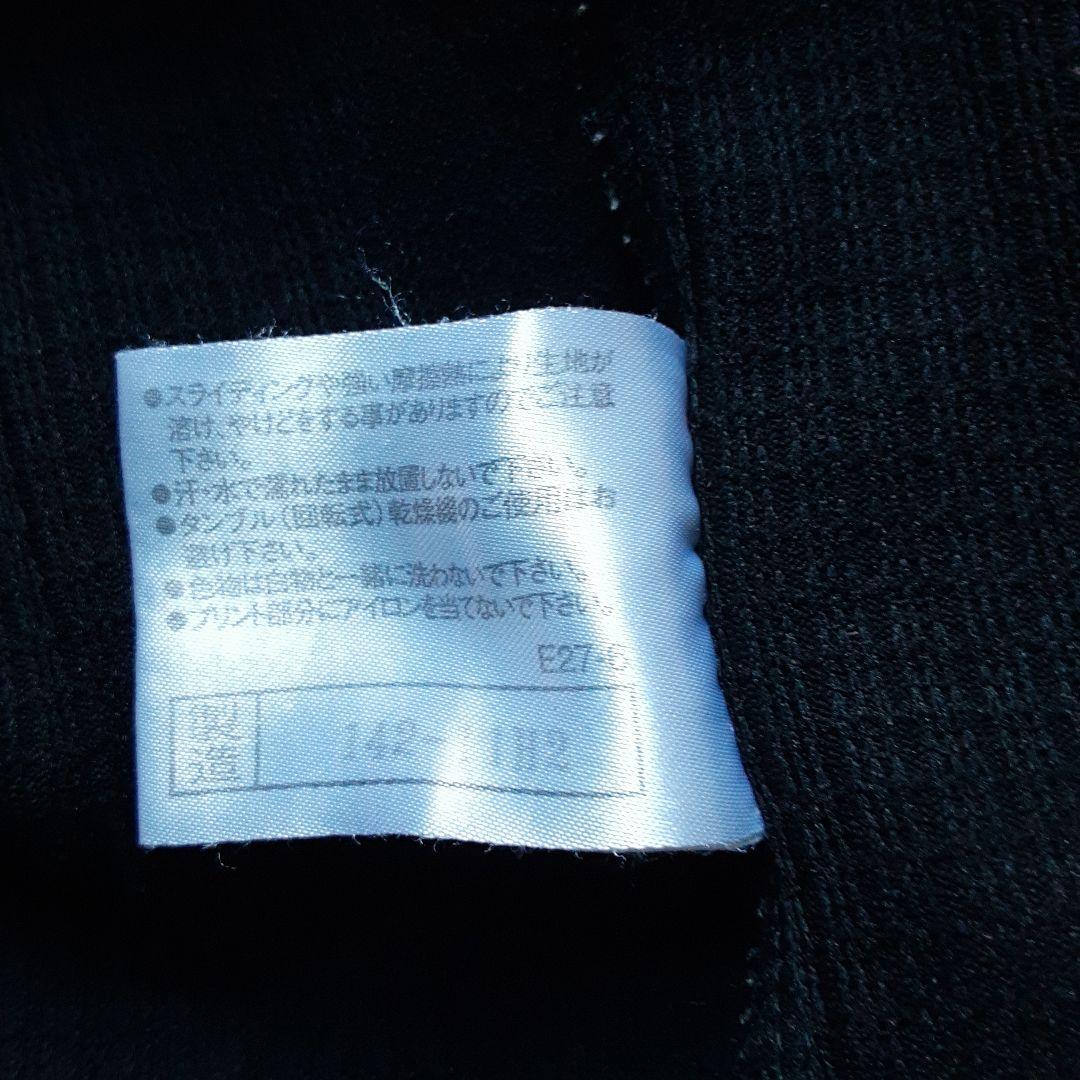 ●スライディングや強い摩擦熱により生地が
溶け、やけどをする事がありますのでご注意
下さい。
●汗・水で濡れたまま放置しないで下さい。
●タンブル(回転式)乾燥後のご使用はお
避け下さい。
●色物は白物と一緒に洗わないで下さい。
●プリント部分にアイロンを当てないで下さい。
E27-C
製造 142 1H2